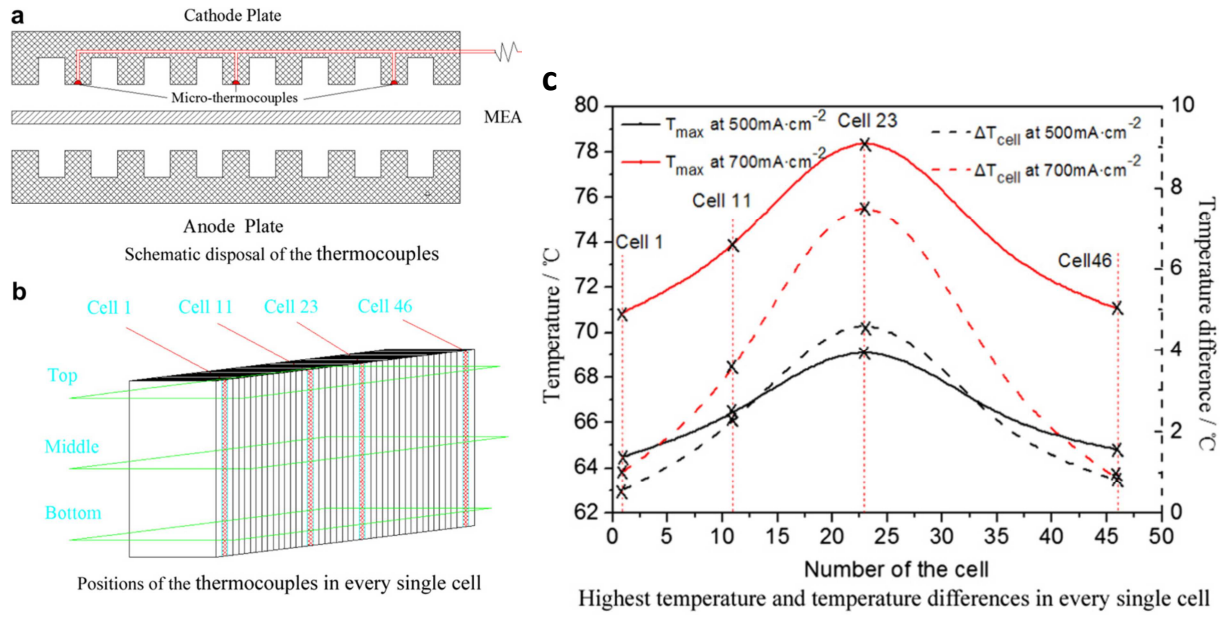 a
Cathode Plate
Micro-thermocouples
MEA
Anode Plate
Schematic disposal of the thermocouples
b
Cell 1
Cell 11
Cell 23
Cell 46
Top
Middle
Bottom
Positions of the thermocouples in every single cell
c
80
78
76
74
72
70
68
66
64
62
Temperature / °C
10
8
6
4
2
0
Temperature difference / °C
Tmax at 500mA·cm-2
Tmax at 700mA·cm-2
ΔTcell at 500mA·cm-2
ΔTcell at 700mA·cm-2
Cell 23
Cell 11
Cell 1
Cell46
0 5 10 15 20 25 30 35 40 45 50
Number of the cell
Highest temperature and temperature differences in every single cell